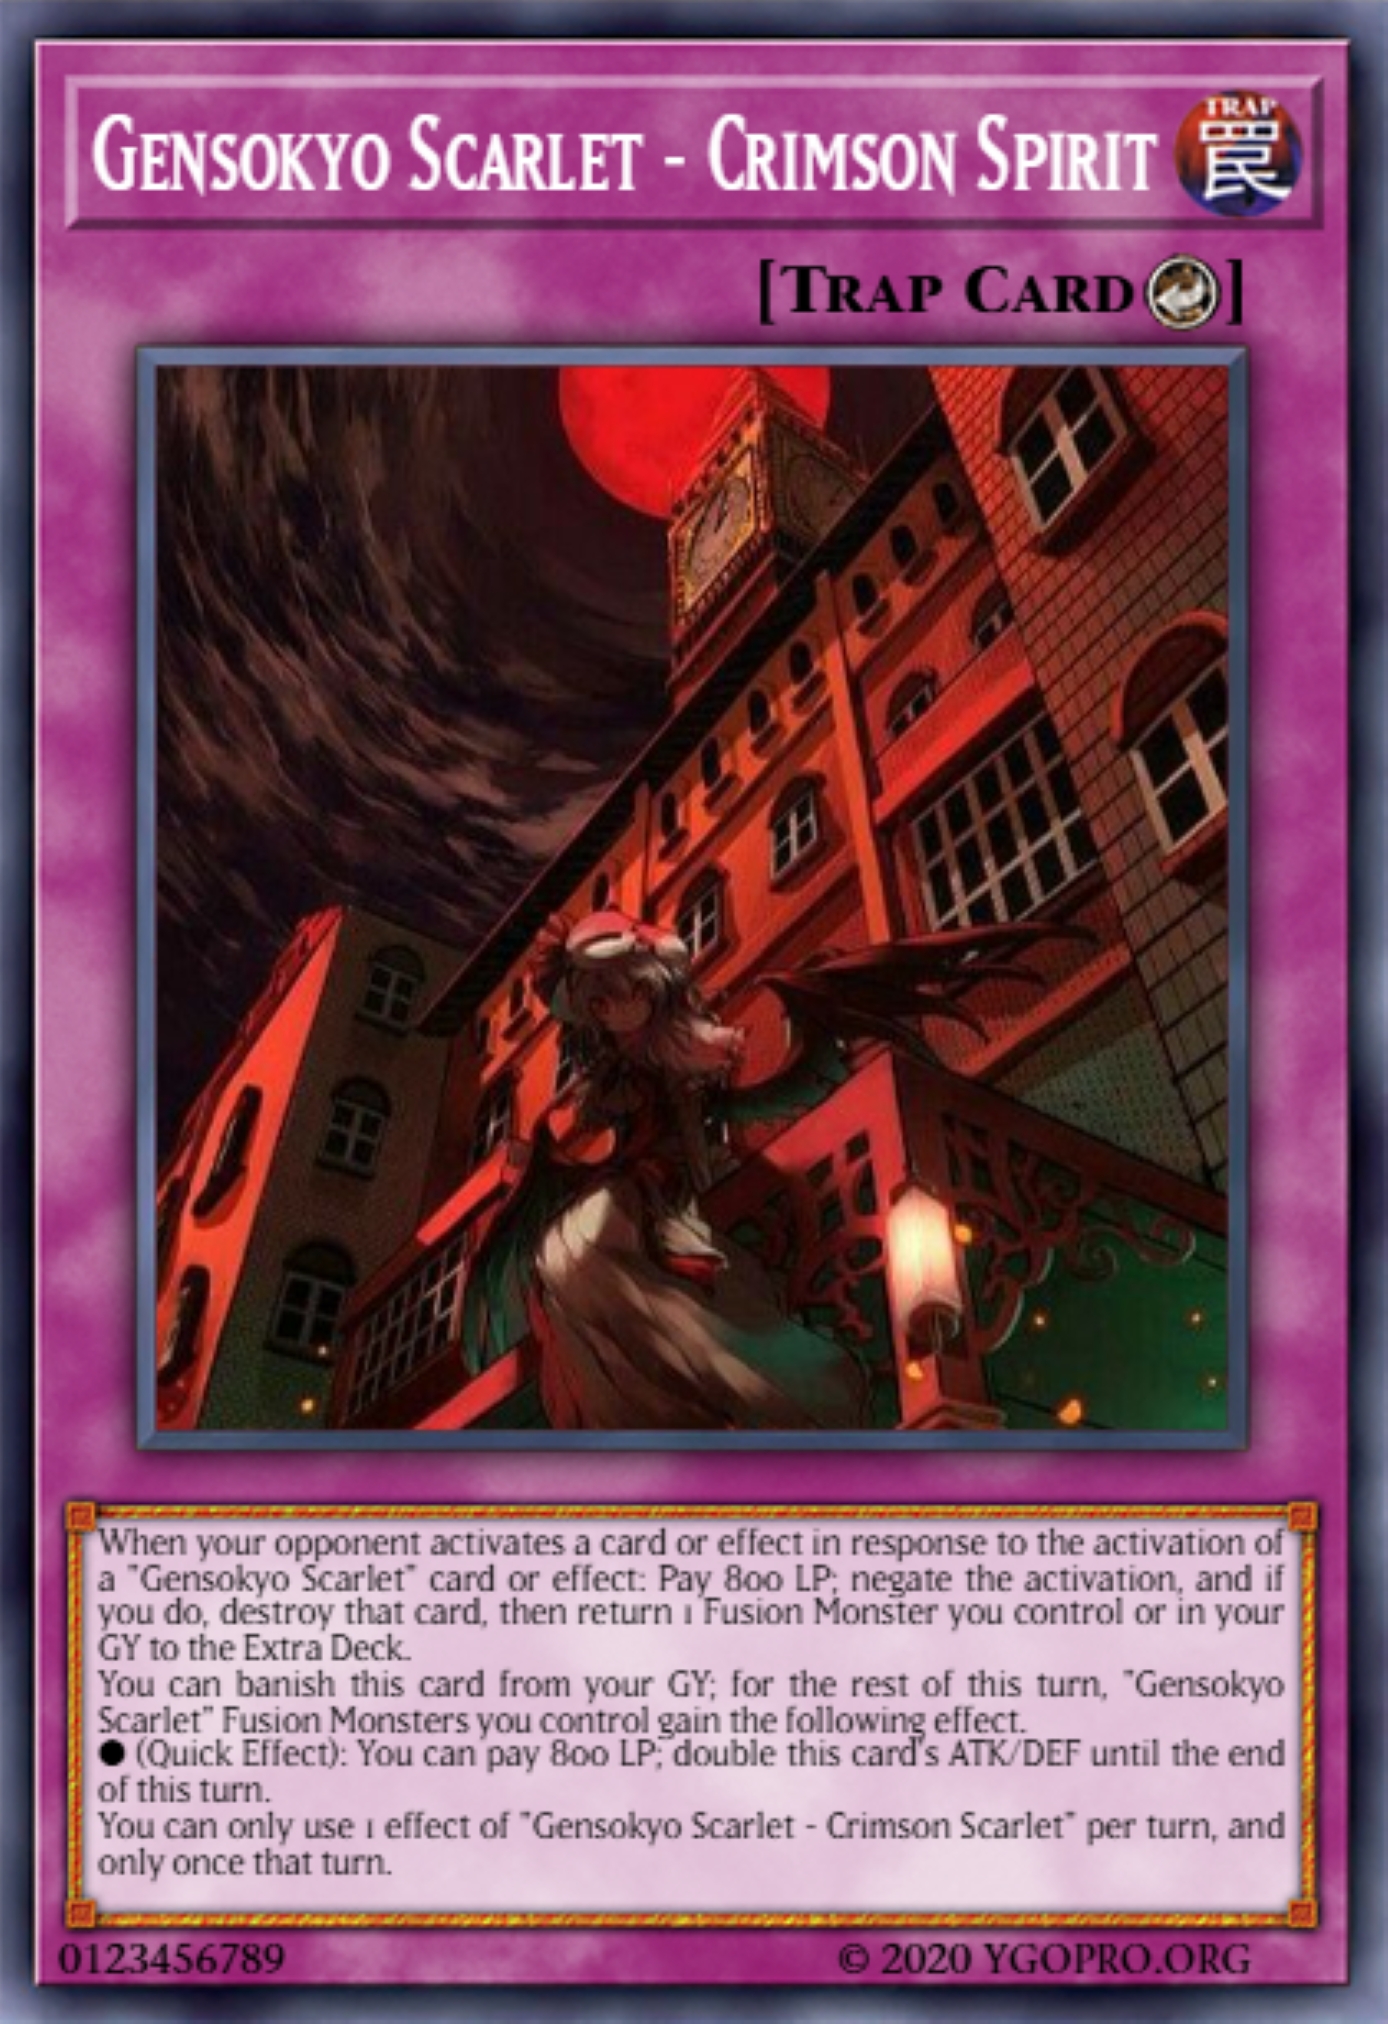 Gensokyo Scarlet - Crimson Spirit
TRAP
罠
[Trap Card]
When your opponent activates a card or effect in response to the activation of
a "Gensokyo Scarlet" card or effect: Pay 800 LP; negate the activation, and if
you do, destroy that card, then return 1 Fusion Monster you control or in your
GY to the Extra Deck.
You can banish this card from your GY; for the rest of this turn, "Gensokyo
Scarlet" Fusion Monsters you control gain the following effect.
● (Quick Effect): You can pay 800 LP; double this card's ATK/DEF until the end
of this turn.
You can only use 1 effect of "Gensokyo Scarlet - Crimson Scarlet" per turn, and
only once that turn.
0123456789
© 2020 YGOPRO.ORG